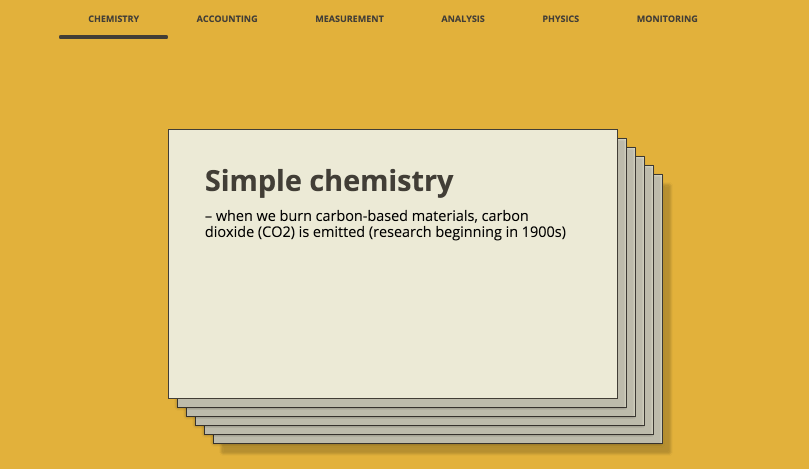 CHEMISTRY ACCOUNTING MEASUREMENT ANALYSIS PHYSICS MONITORING
Simple chemistry
– when we burn carbon-based materials, carbon
dioxide (CO2) is emitted (research beginning in 1900s)